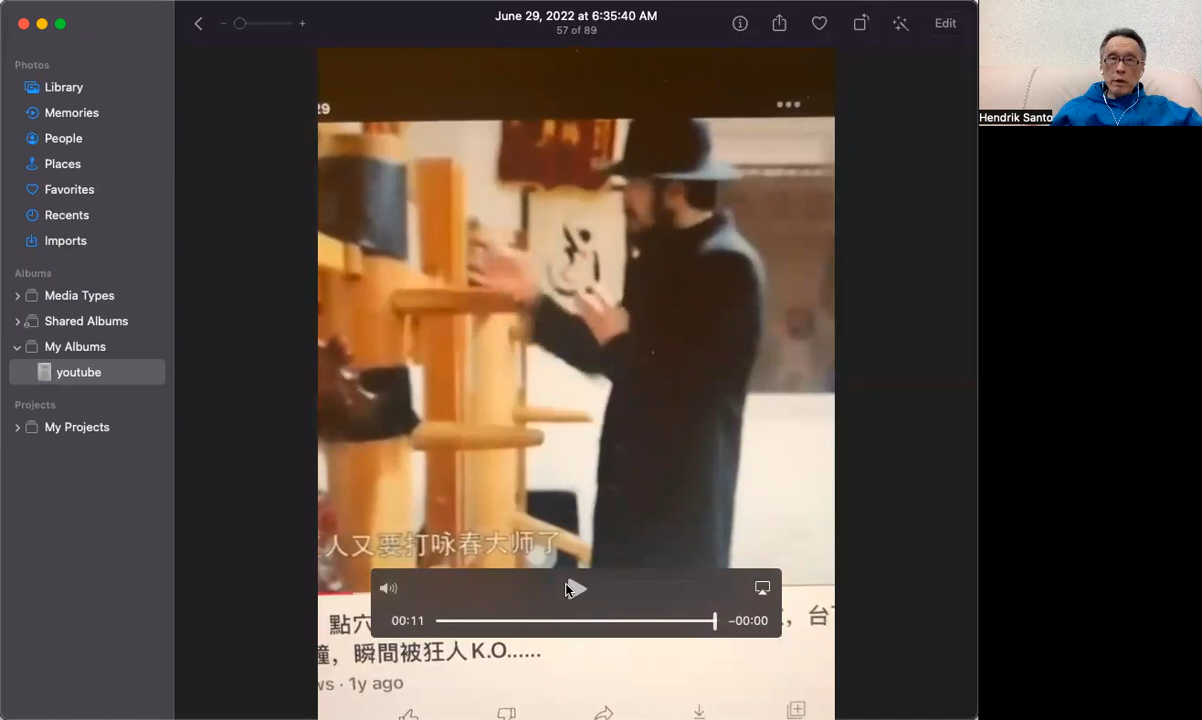 June 29, 2022 at 6:35:40 AM
57 of 89
Edit
Photos
Library
Memories
People
Places
Favorites
Recents
Imports
Albums
Media Types
Shared Albums
My Albums
youtube
Projects
My Projects
29
人又要打咏春大师了
00:11
-00:00
點穴
，台
瞬間被狂人K.O......
ws · 1y ago
Hendrik Santo